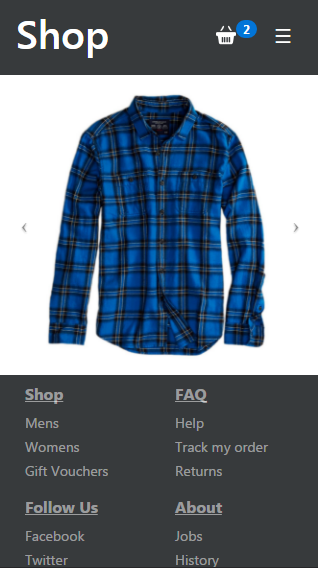 Shop
2
Shop
FAQ
Mens
Help
Womens
Track my order
Gift Vouchers
Returns
Follow Us
About
Facebook
Jobs
Twitter
History